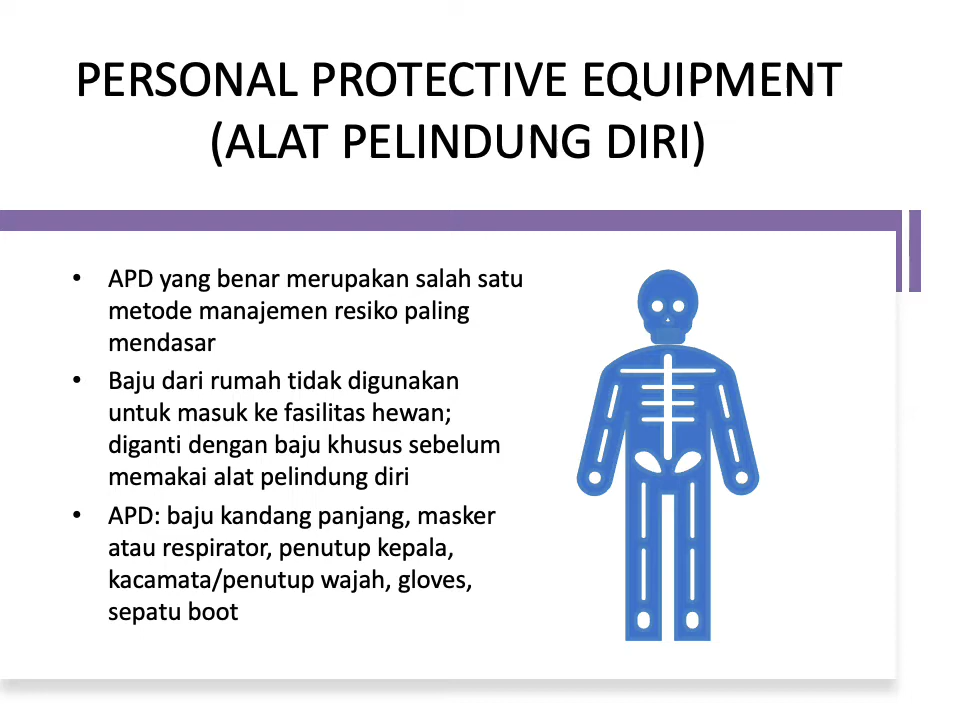 PERSONAL PROTECTIVE EQUIPMENT
(ALAT PELINDUNG DIRI)
• APD yang benar merupakan salah satu
metode manajemen resiko paling
mendasar
• Baju dari rumah tidak digunakan
untuk masuk ke fasilitas hewan;
diganti dengan baju khusus sebelum
memakai alat pelindung diri
• APD: baju kandang panjang, masker
atau respirator, penutup kepala,
kacamata/penutup wajah, gloves,
sepatu boot